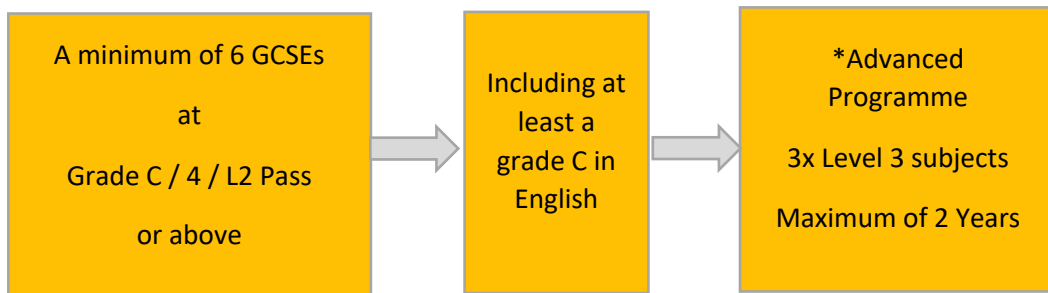 A minimum of 6 GCSEs
at
Grade C / 4 / L2 Pass
or above
Including at
least a
grade C in
English
*Advanced
Programme
3x Level 3 subjects
Maximum of 2 Years